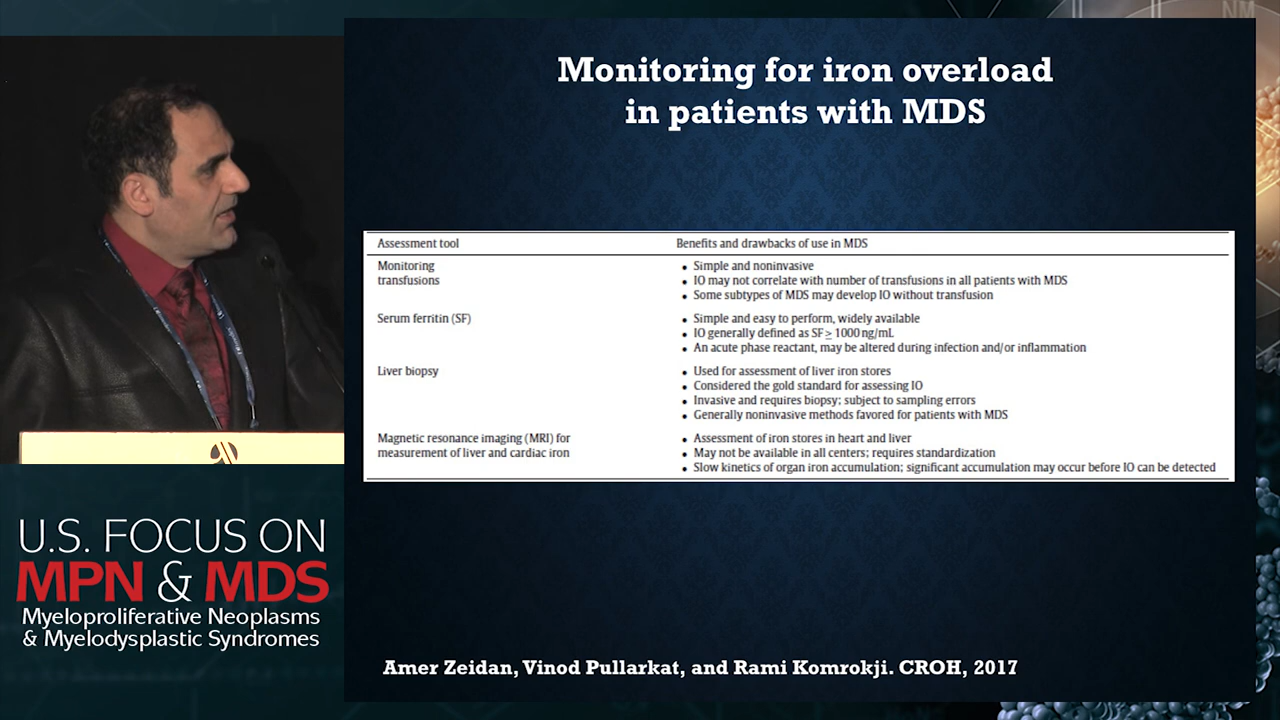 NM
Monitoring for iron overload
in patients with MDS
Assessment tool
Benefits and drawbacks of use in MDS
Monitoring
transfusions
• Simple and noninvasive
• IO may not correlate with number of transfusions in all patients with MDS
• Some subtypes of MDS may develop IO without transfusion
Serum ferritin (SF)
• Simple and easy to perform, widely available
• IO generally defined as SF ≥ 1000 ng/mL
• An acute phase reactant, may be altered during infection and/or inflammation
Liver biopsy
• Used for assessment of liver iron stores
• Considered the gold standard for assessing IO
• Invasive and requires biopsy; subject to sampling errors
• Generally noninvasive methods favored for patients with MDS
Magnetic resonance imaging (MRI) for
measurement of liver and cardiac iron
• Assessment of iron stores in heart and liver
• May not be available in all centers; requires standardization
• Slow kinetics of organ iron accumulation; significant accumulation may occur before IO can be detected
Amer Zeidan, Vinod Pullarkat, and Rami Komrokji. CROH, 2017
U.S. FOCUS ON
MPN & MDS
Myeloproliferative Neoplasms
& Myelodysplastic Syndromes